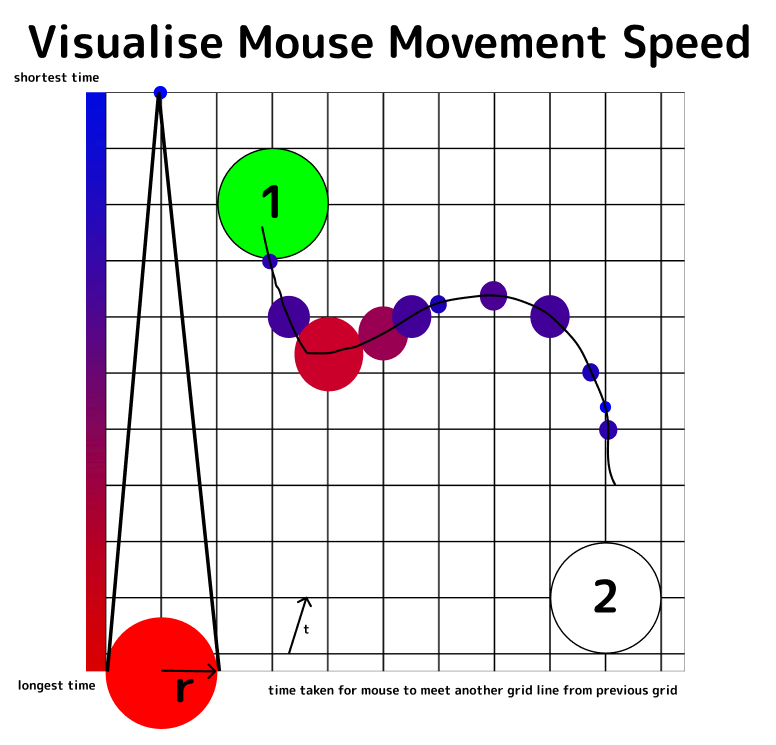 Visualise Mouse Movement Speed
shortest time
1
2
t
longest time
r
time taken for mouse to meet another grid line from previous grid